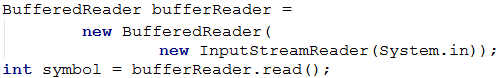 BufferedReader bufferReader =
new BufferedReader(
new InputStreamReader(System.in));
int symbol = bufferReader.read();